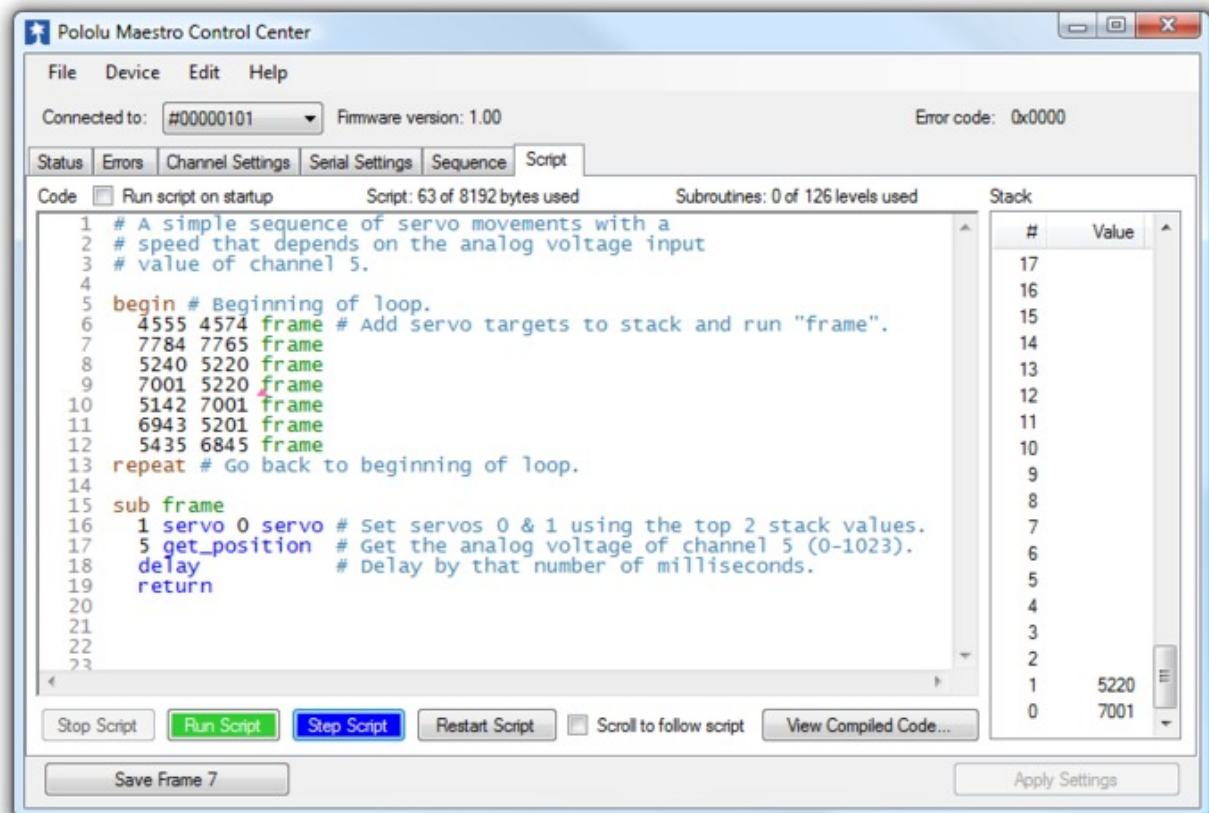 Pololu Maestro Control Center
File Device Edit Help
Connected to: #00000101 Firmware version: 1.00 Error code: 0x0000
Status Errors Channel Settings Serial Settings Sequence Script
Code Run script on startup Script: 63 of 8192 bytes used Subroutines: 0 of 126 levels used Stack
1 # A simple sequence of servo movements with a
2 # speed that depends on the analog voltage input
3 # value of channel 5.
4
5 begin # Beginning of loop.
6 4555 4574 frame # Add servo targets to stack and run "frame".
7 7784 7765 frame
8 5240 5220 frame
9 7001 5220 frame
10 5142 7001 frame
11 6943 5201 frame
12 5435 6845 frame
13 repeat # Go back to beginning of loop.
14
15 sub frame
16 1 servo 0 servo # Set servos 0 & 1 using the top 2 stack values.
17 5 get_position # Get the analog voltage of channel 5 (0-1023).
18 delay # Delay by that number of milliseconds.
19 return
20
21
22
23
# Value
17
16
15
14
13
12
11
10
9
8
7
6
5
4
3
2
1 5220
0 7001
Stop Script Run Script Step Script Restart Script Scroll to follow script View Compiled Code...
Save Frame 7 Apply Settings